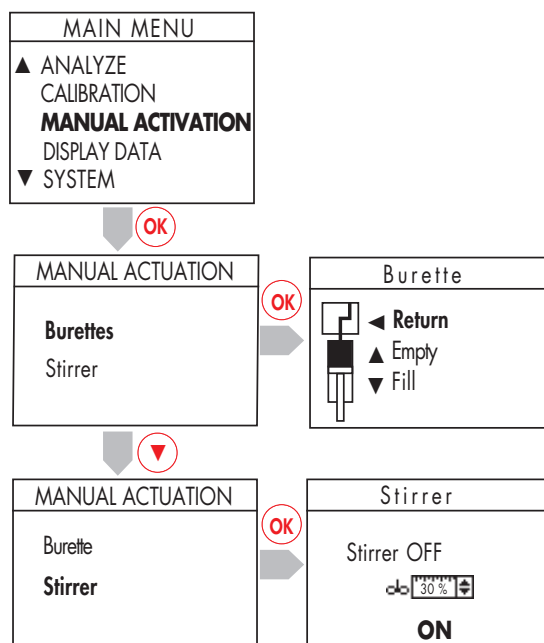 MAIN MENU
▲ ANALYZE
CALIBRATION
MANUAL ACTIVATION
DISPLAY DATA
▼ SYSTEM
OK
MANUAL ACTUATION
Burettes
Stirrer
OK
Burette
◄ Return
▲ Empty
▼ Fill
▼
MANUAL ACTUATION
Burette
Stirrer
OK
Stirrer
Stirrer OFF
30 %
ON